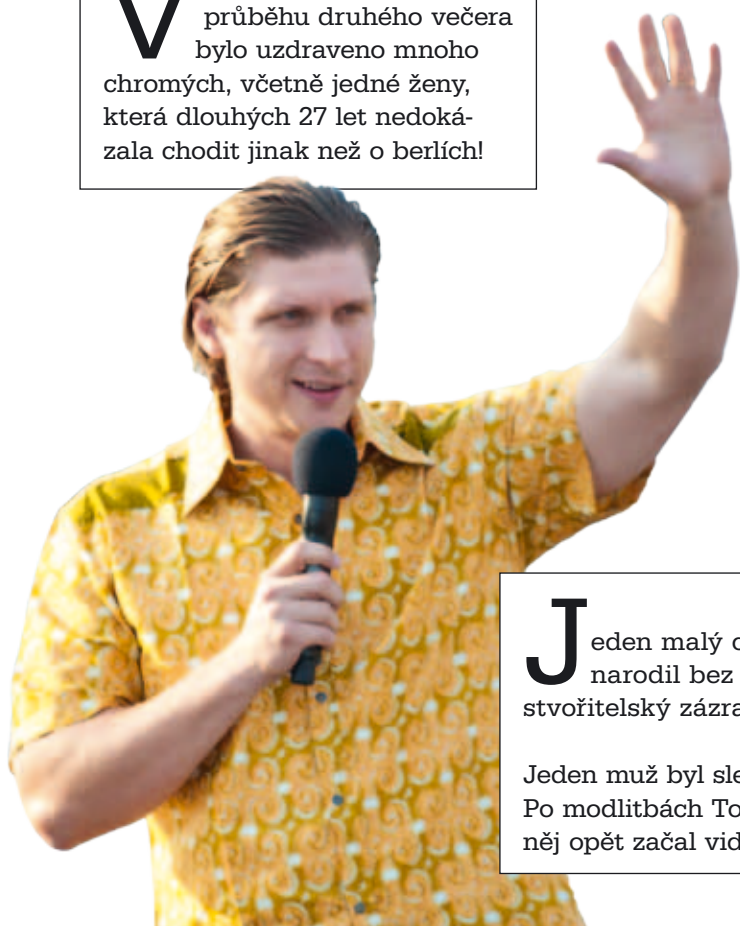 V průběhu druhého večera
bylo uzdraveno mnoho
chromých, včetně jedné ženy,
která dlouhých 27 let nedoká-
zala chodit jinak než o berlích!
Jeden malý
narodil bez
stvořitelský
Jeden muž byl
Po modlitbách
něj opět začal